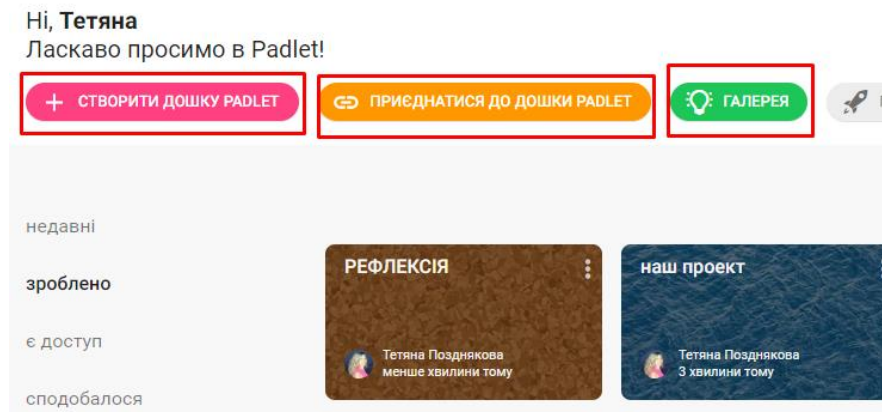 Ні, Тетяна
Ласкаво просимо в Padlet!
+ СТВОРИТИ ДОШКУ PADLET
ПРИЄДНАТИСЯ ДО ДОШКИ PADLET
ГАЛЕРЕЯ
недавні
зроблено
є доступ
сподобалося
РЕФЛЕКСІЯ
Тетяна Позднякова
менше хвилини тому
наш проект
Тетяна Позднякова
3 хвилини тому